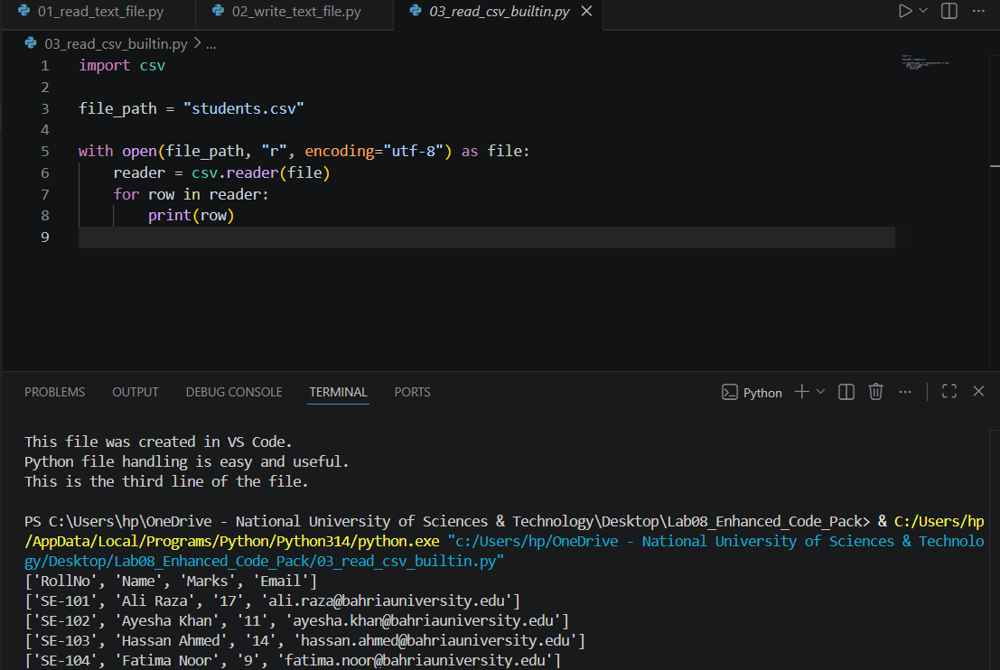 01_read_text_file.py 02_write_text_file.py 03_read_csv_builtin.py
03_read_csv_builtin.py > ...
1 import csv
2
3 file_path = "students.csv"
4
5 with open(file_path, "r", encoding="utf-8") as file:
6     reader = csv.reader(file)
7     for row in reader:
8         print(row)
9
PROBLEMS OUTPUT DEBUG CONSOLE TERMINAL PORTS Python
This file was created in VS Code.
Python file handling is easy and useful.
This is the third line of the file.
PS C:\Users\hp\OneDrive - National University of Sciences & Technology\Desktop\Lab08_Enhanced_Code_Pack> & C:/Users/hp
/AppData/Local/Programs/Python/Python314/python.exe "c:/Users/hp/OneDrive - National University of Sciences & Technolo
gy/Desktop/Lab08_Enhanced_Code_Pack/03_read_csv_builtin.py"
['RollNo', 'Name', 'Marks', 'Email']
['SE-101', 'Ali Raza', '17', 'ali.raza@bahriauniversity.edu']
['SE-102', 'Ayesha Khan', '11', 'ayesha.khan@bahriauniversity.edu']
['SE-103', 'Hassan Ahmed', '14', 'hassan.ahmed@bahriauniversity.edu']
['SE-104', 'Fatima Noor', '9', 'fatima.noor@bahriauniversity.edu']